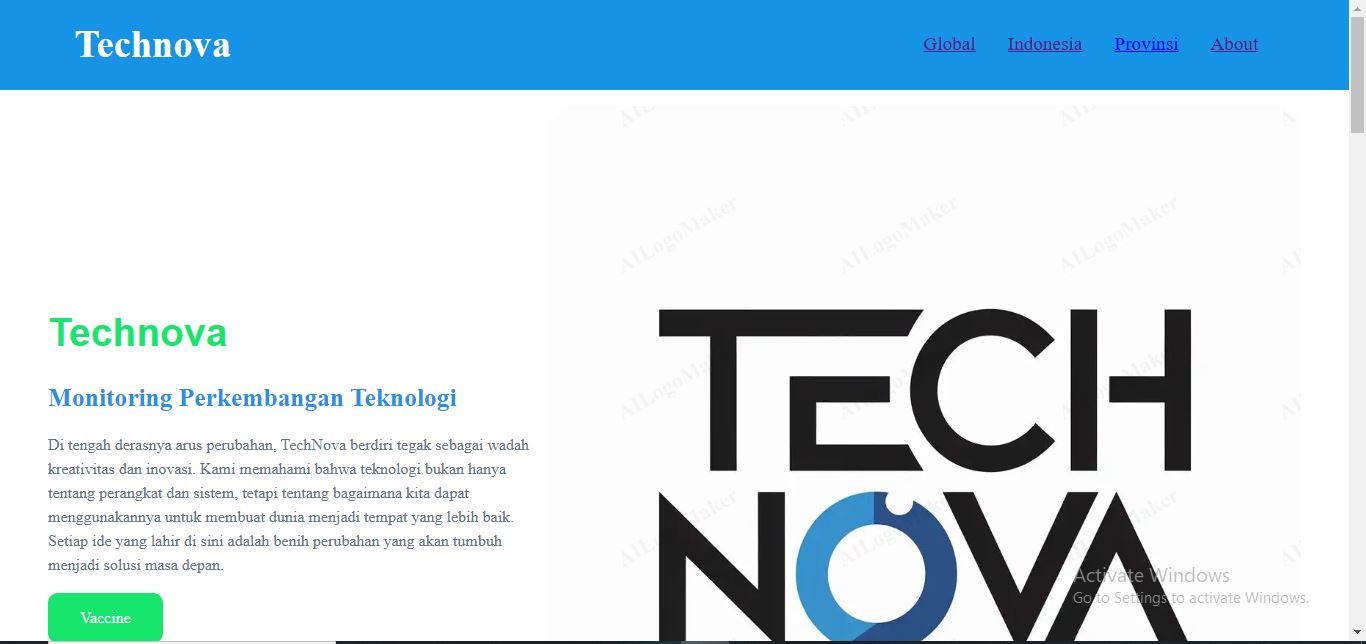 Technova
Global Indonesia Provinsi About
Technova
Monitoring Perkembangan Teknologi
Di tengah derasnya arus perubahan, TechNova berdiri tegak sebagai wadah
kreativitas dan inovasi. Kami memahami bahwa teknologi bukan hanya
tentang perangkat dan sistem, tetapi tentang bagaimana kita dapat
menggunakannya untuk membuat dunia menjadi tempat yang lebih baik.
Setiap ide yang lahir di sini adalah benih perubahan yang akan tumbuh
menjadi solusi masa depan.
Vaccine
AILogoMaker
AILogoMaker
AILogoMaker
TECH
NOVA
Activate Windows
Go to Settings to activate Windows.